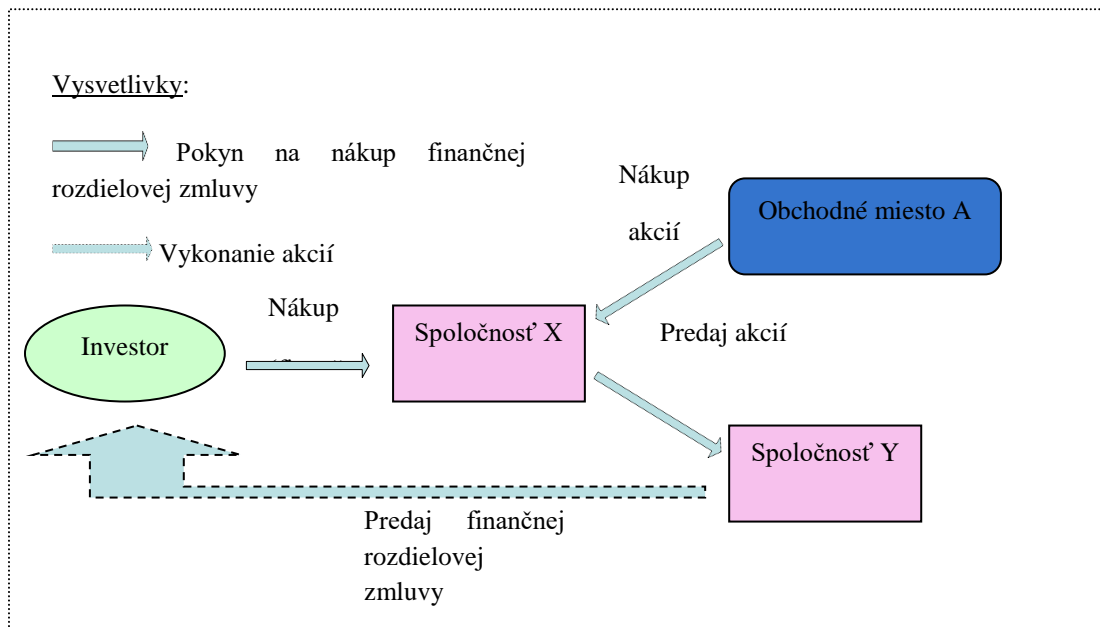 Vysvetlivky:
Pokyn na nákup finančnej
rozdielovej zmluvy
Vykonanie akcií
Nákup
akcií
Obchodné miesto A
Nákup
Investor
Spoločnosť X
Predaj akcií
Spoločnosť Y
Predaj finančnej
rozdielovej
zmluvy